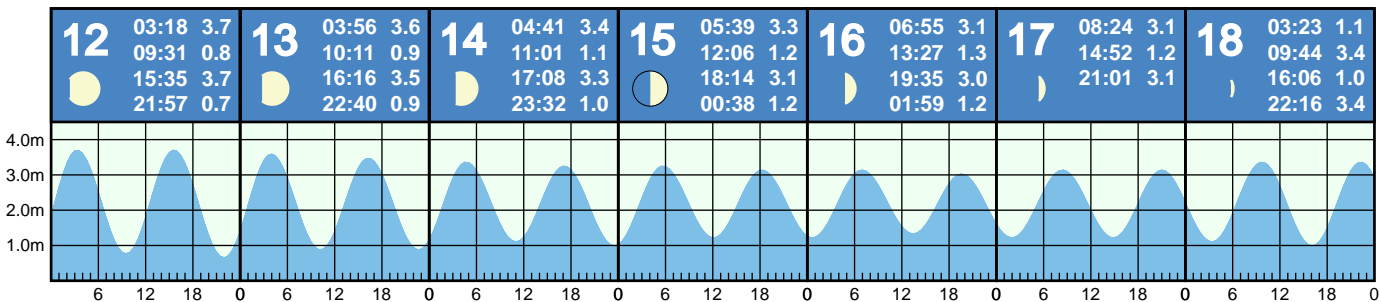 12 03:18 3.7 13 03:56 3.6 14 04:41 3.4 15 05:39 3.3 16 06:55 3.1 17 08:24 3.1 18 03:23 1.1
09:31 0.8 10:11 0.9 11:01 1.1 12:06 1.2 13:27 1.3 14:52 1.2 09:44 3.4
15:35 3.7 16:16 3.5 17:08 3.3 18:14 3.1 19:35 3.0 21:01 3.1 16:06 1.0
21:57 0.7 22:40 0.9 23:32 1.0 00:38 1.2 01:59 1.2 22:16 3.4
4.0m
3.0m
2.0m
1.0m
6 12 18 0 6 12 18 0 6 12 18 0 6 12 18 0 6 12 18 0 6 12 18 0 6 12 18 0